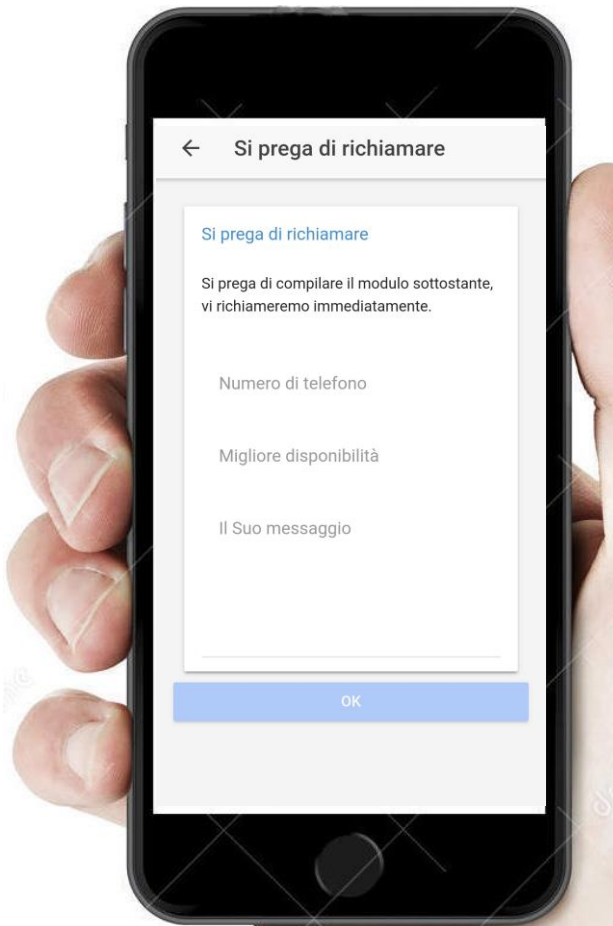 Si prega di richiamare
Si prega di richiamare
Si prega di compilare il modulo sottostante,
vi richiameremo immediatamente.
Numero di telefono
Migliore disponibilità
Il Suo messaggio
OK